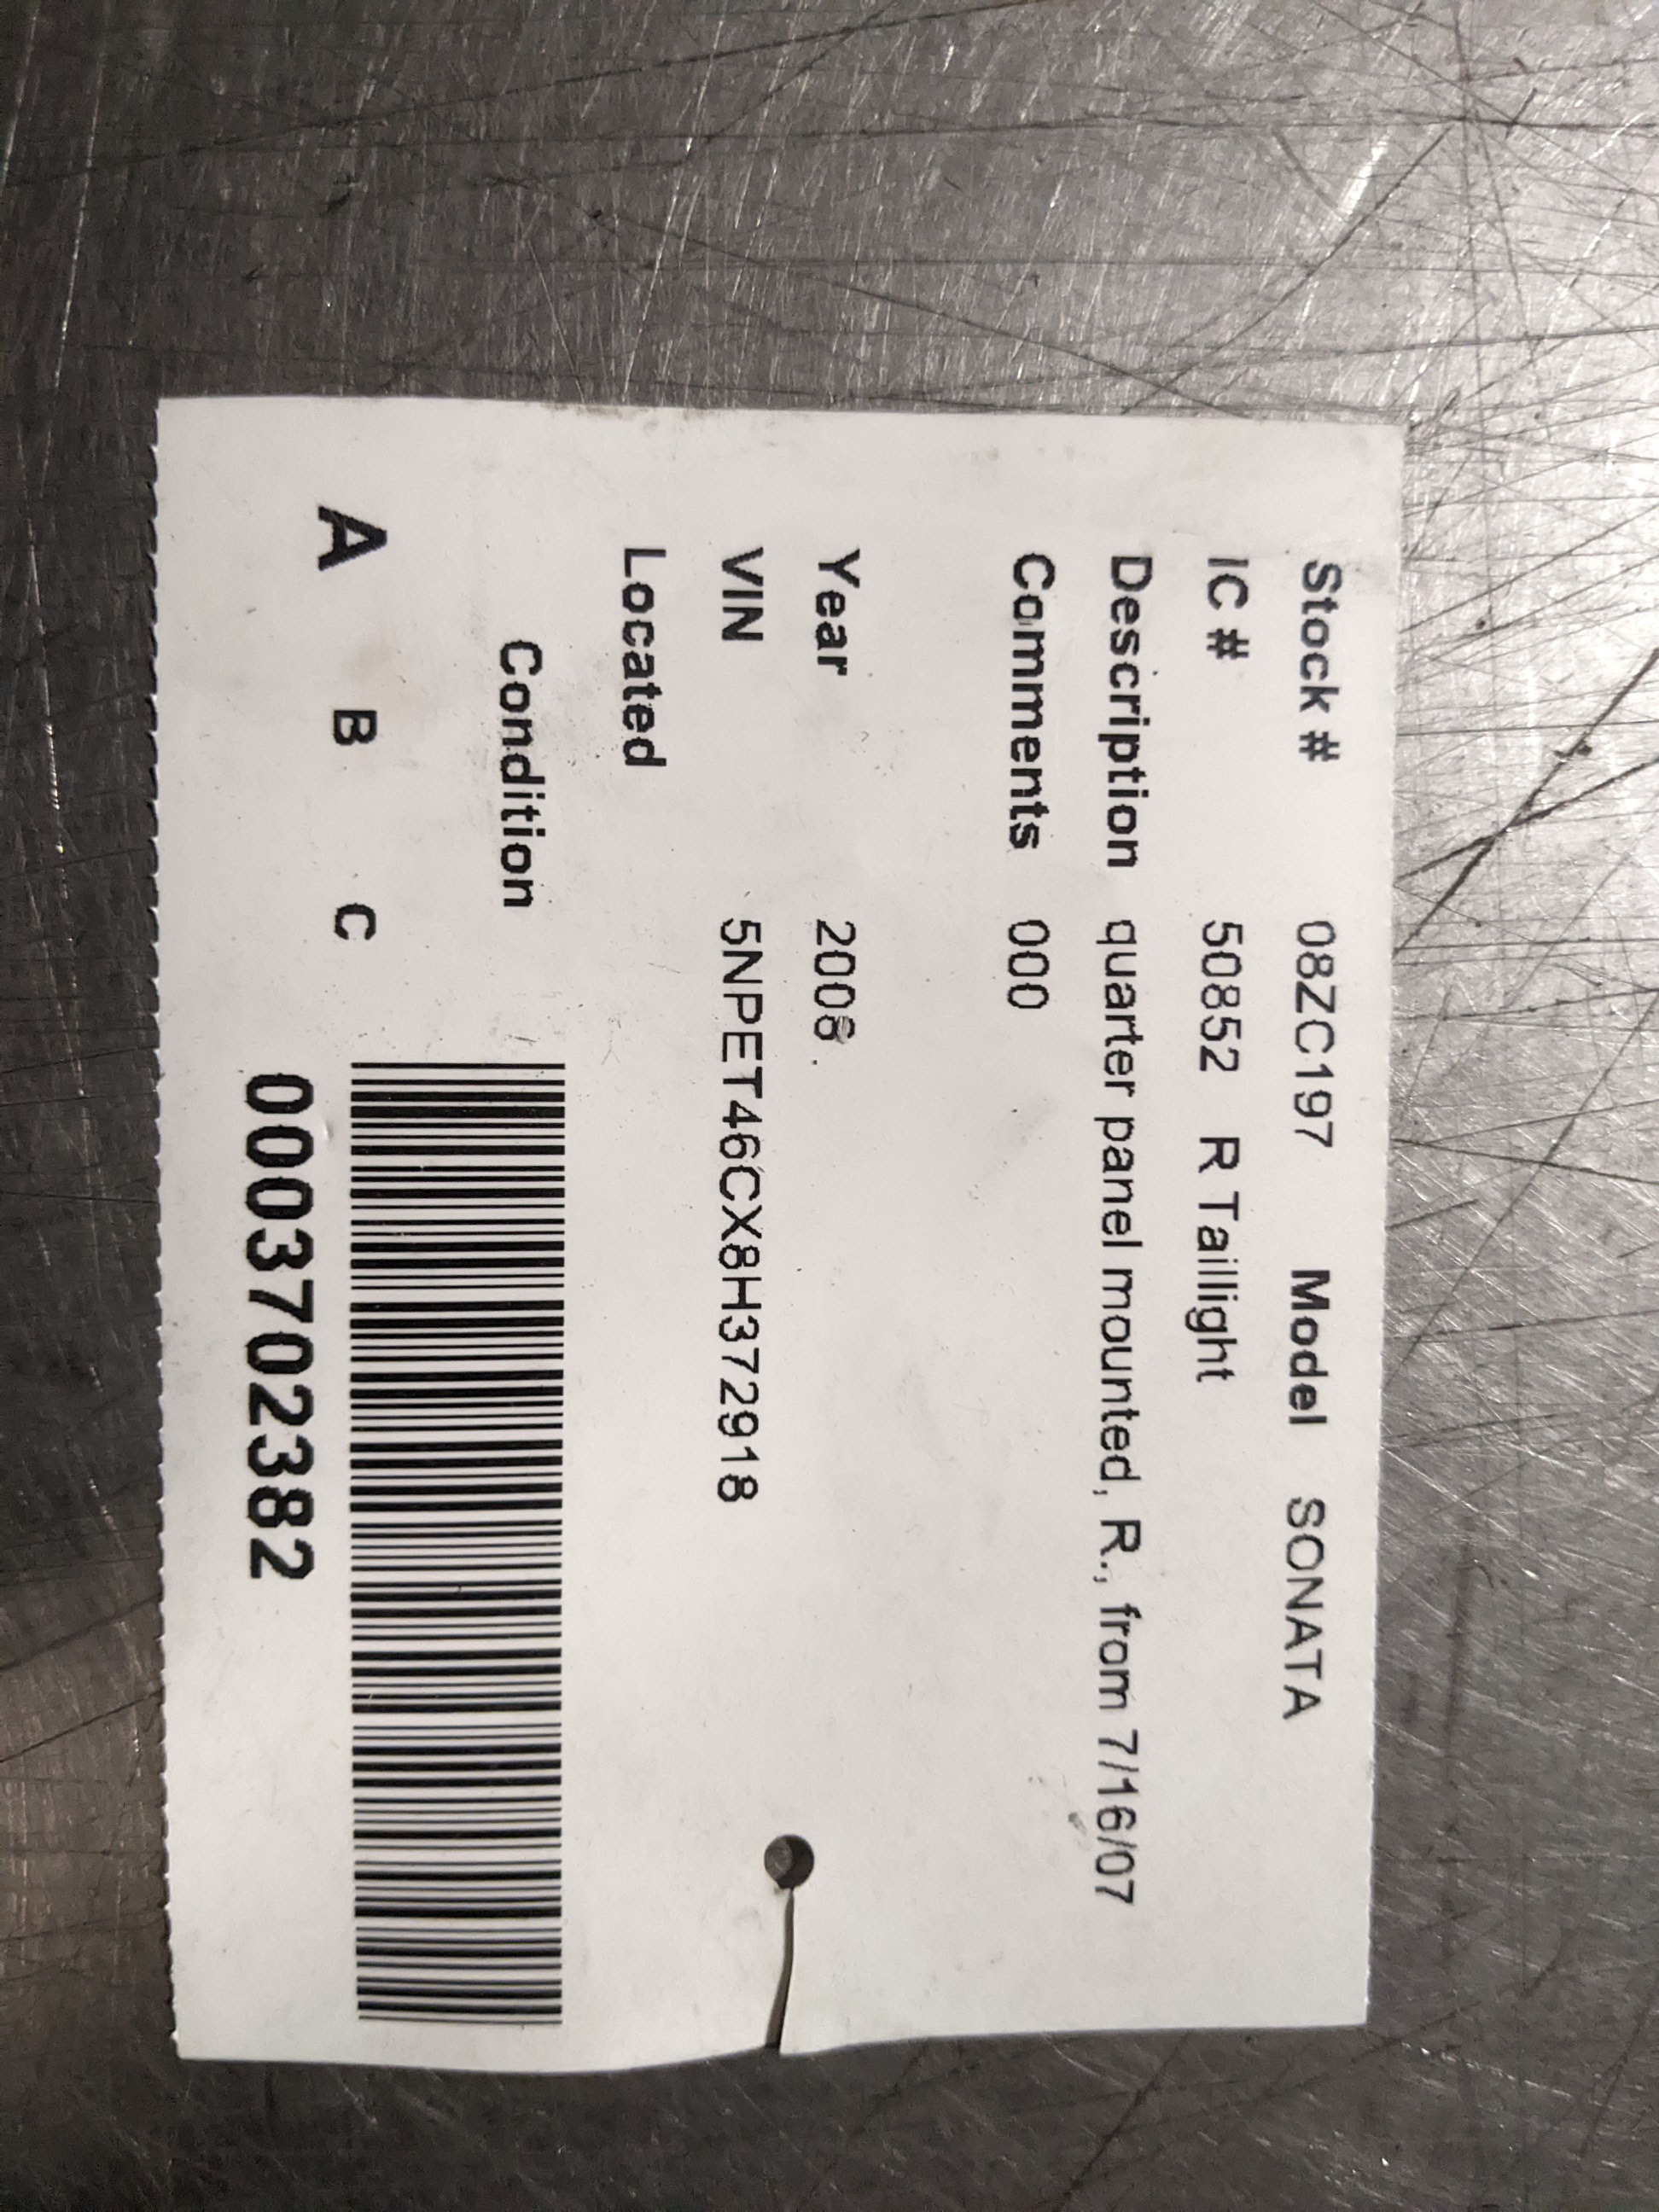 Stock # 08ZC197 Model SONATA
IC # 50852 R Taillight
Description quarter panel mounted, R., from 7/16/07
Comments 000
Year 2008
VIN 5NPET46CX8H372918
Located
Condition
A B C
0003702382